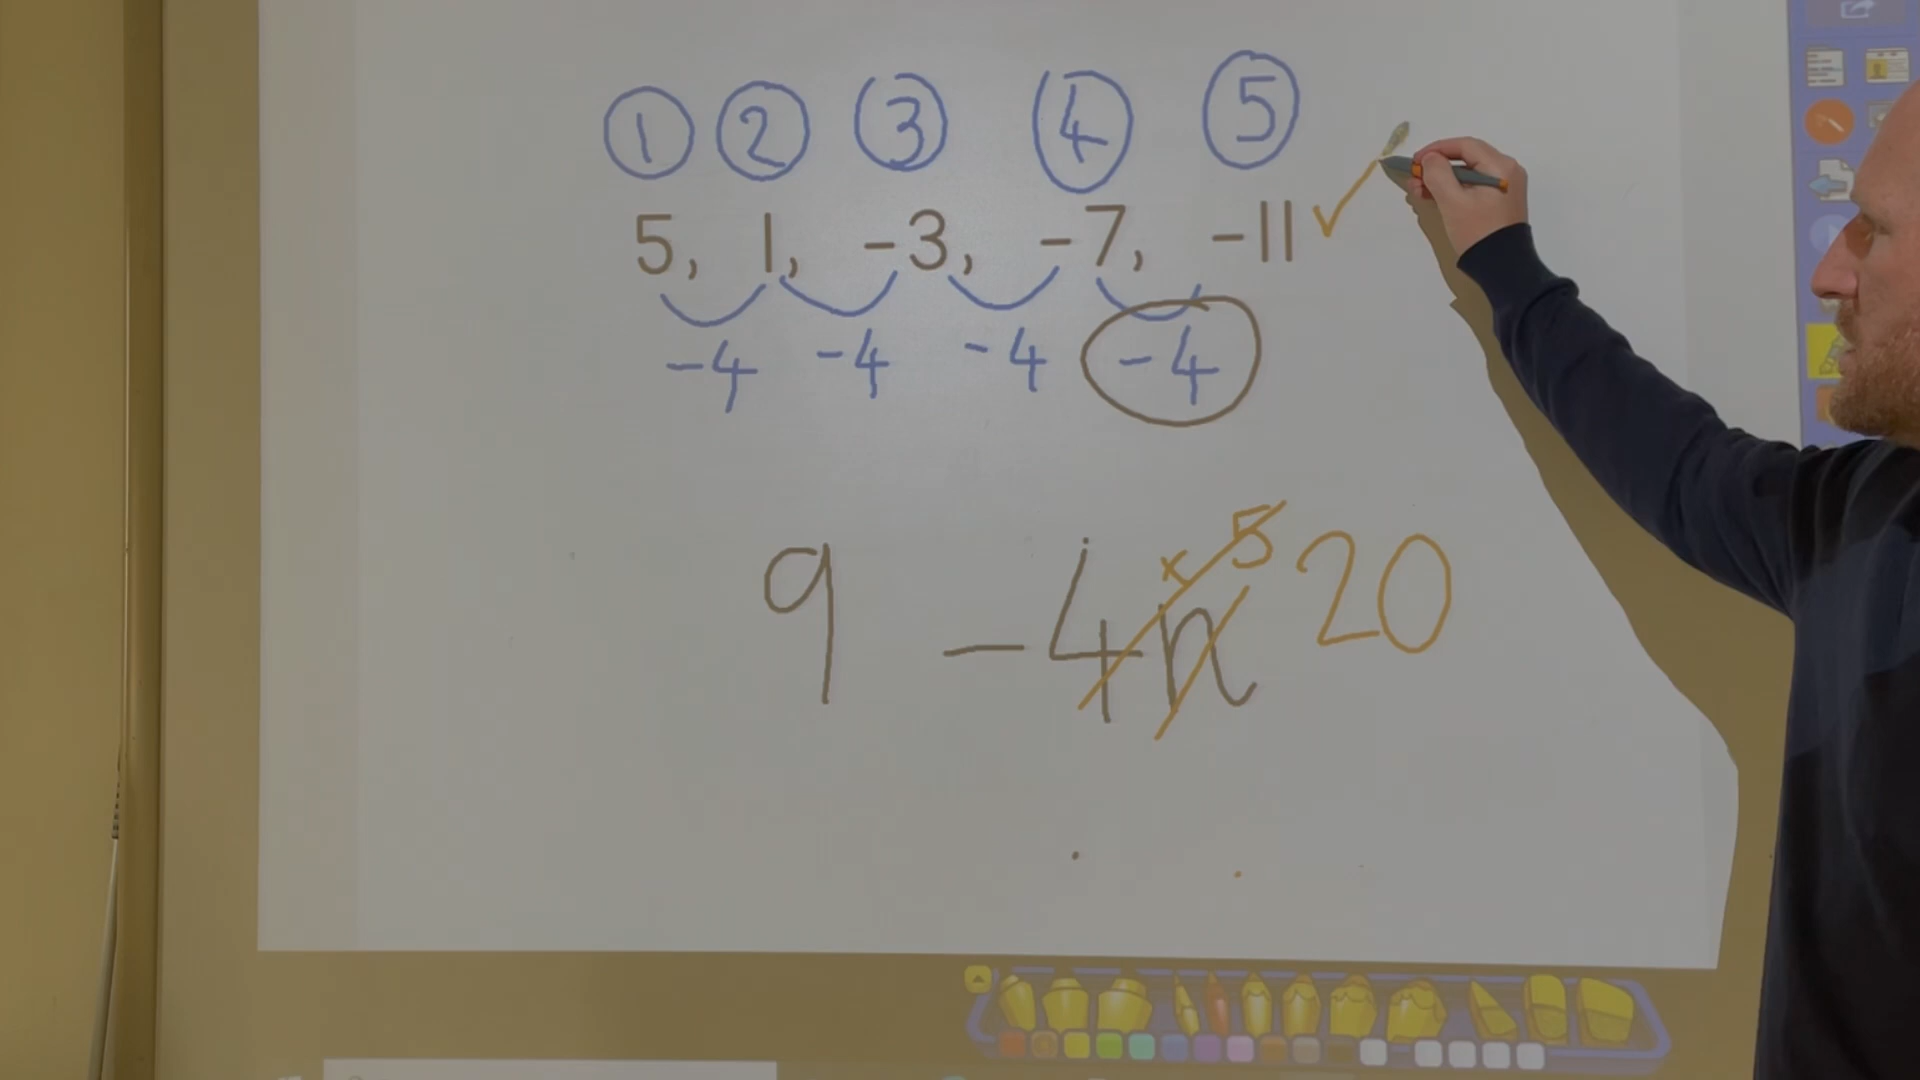 1 2 3 4 5
5, 1, -3, -7, -11 ✓
-4 -4 -4 -4
× 5
9 -4n 20